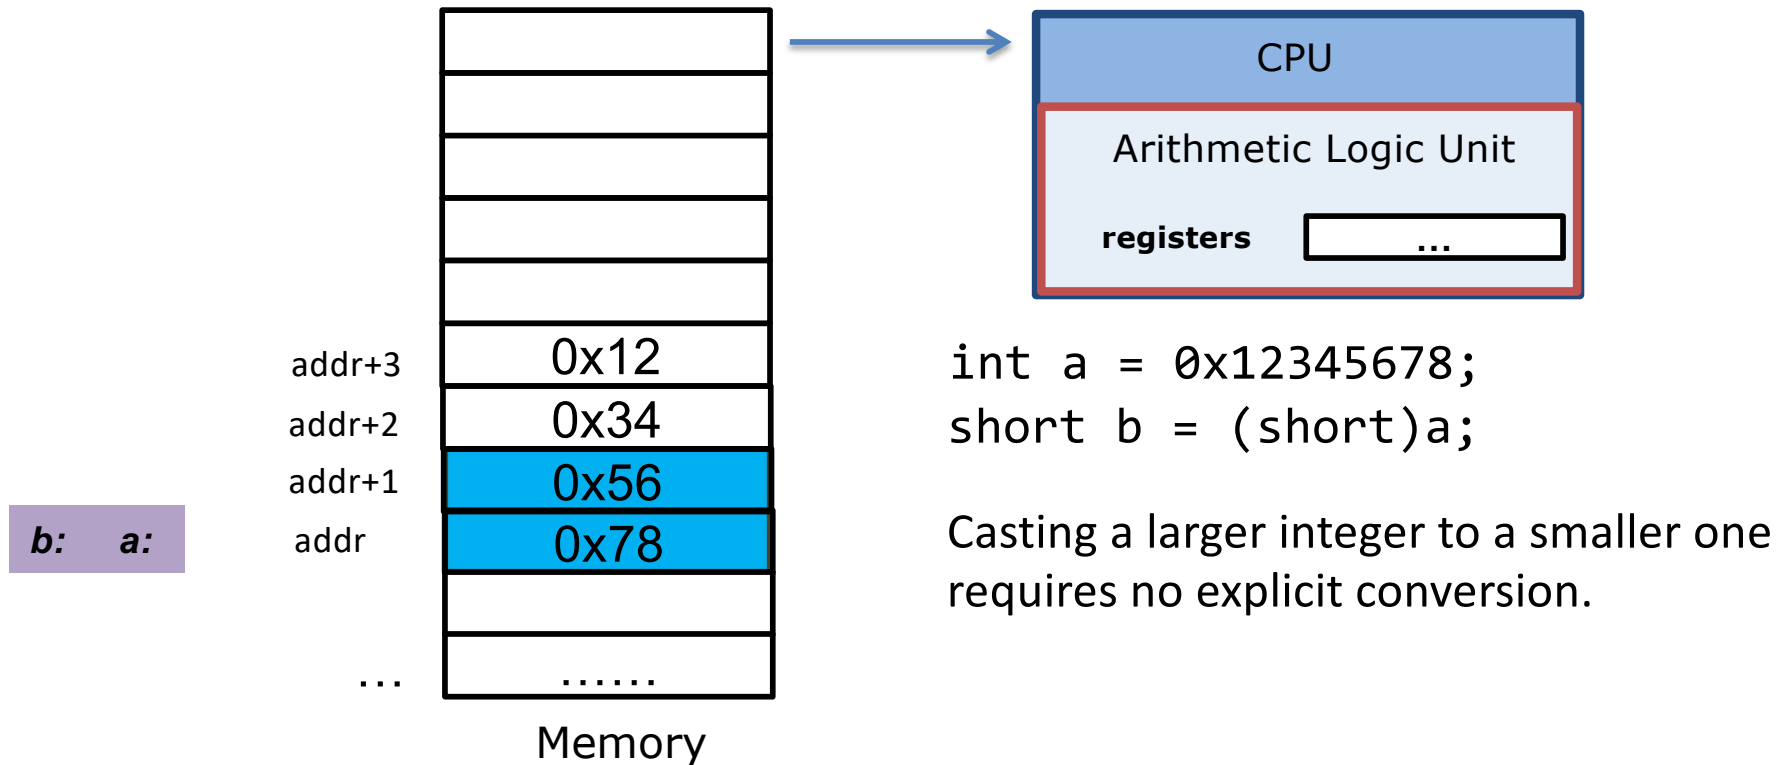 CPU
Arithmetic Logic Unit
registers ...
addr+3 0x12
addr+2 0x34
addr+1 0x56
b: a: addr 0x78
... ......
Memory
int a = 0x12345678;
short b = (short)a;
Casting a larger integer to a smaller one
requires no explicit conversion.